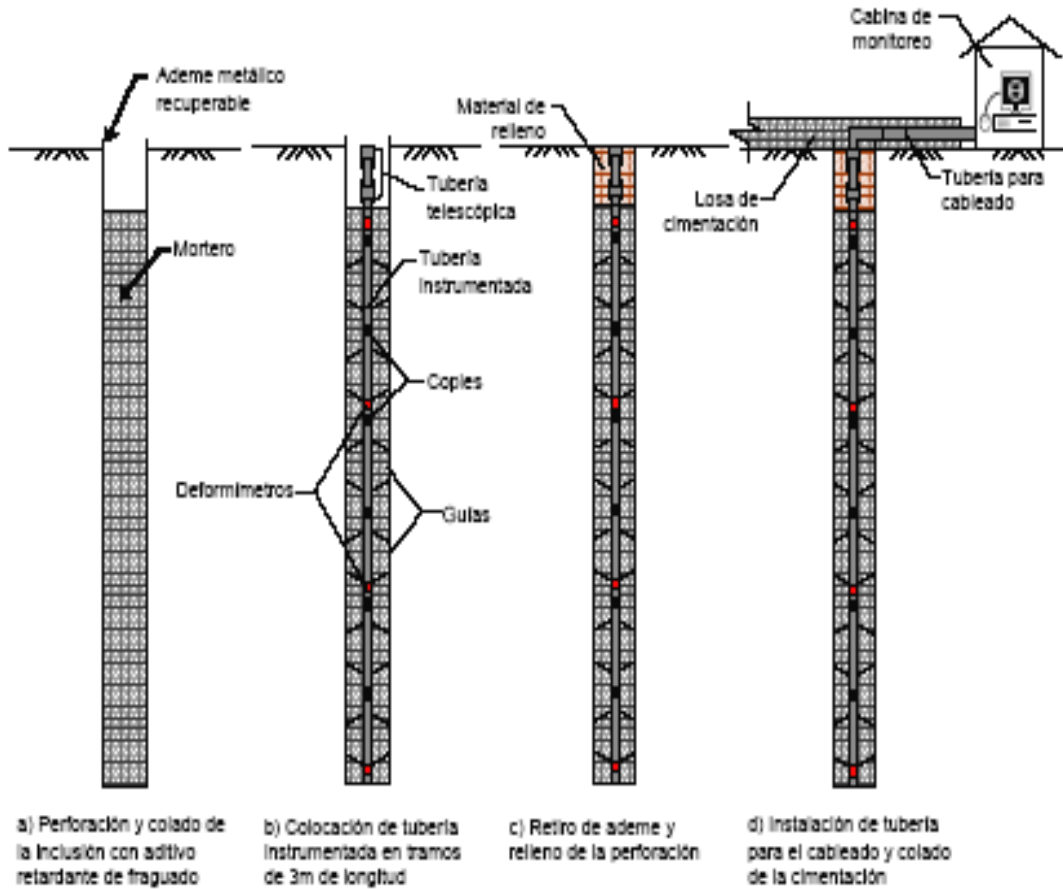 Cabina de
monitoreo
Ademe metálico
recuperable
Material de
relleno
Tubería
telescópica
Losa de
cimentación
Tubería para
cableado
Mortero
Tubería
Instrumentada
Coples
Deformímetros
Guías
a) Perforación y colado de
la Inclusión con aditivo
retardante de fraguado
b) Colocación de tubería
Instrumentada en tramos
de 3m de longitud
c) Retiro de ademe y
relleno de la perforación
d) Instalación de tubería
para el cableado y colado
de la cimentación